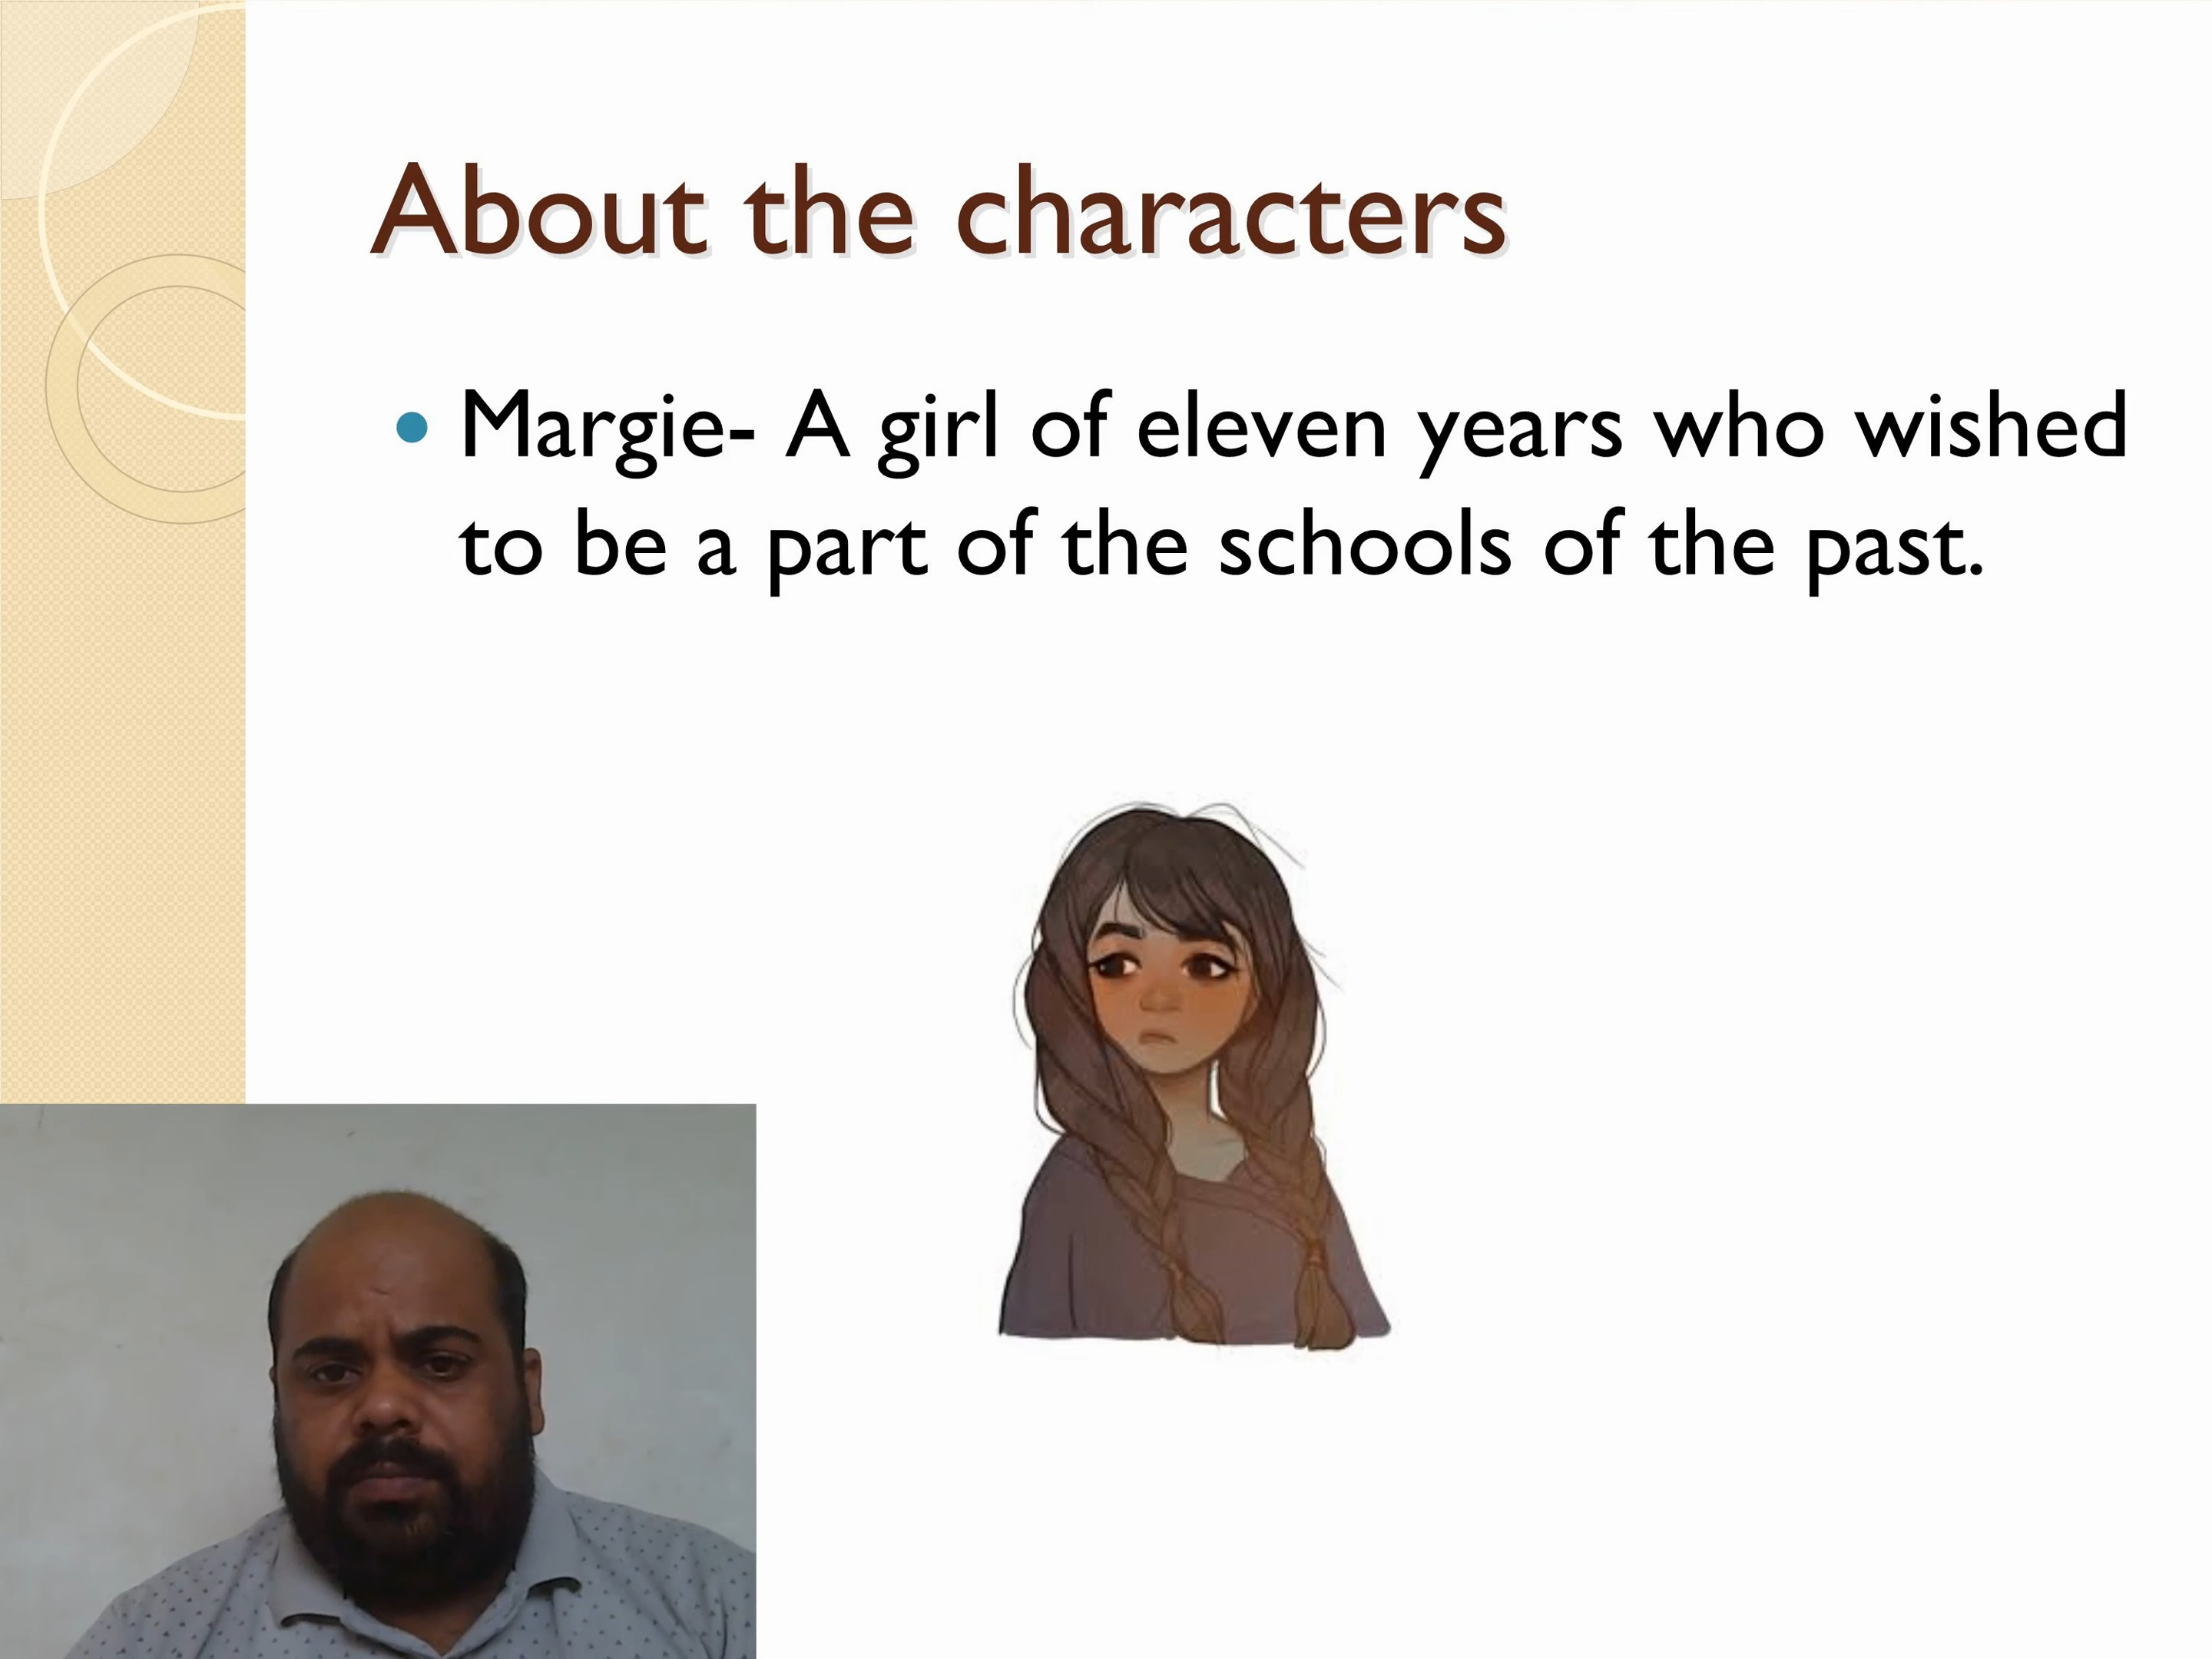 About the characters
Margie- A girl of eleven years who wished
to be a part of the schools of the past.